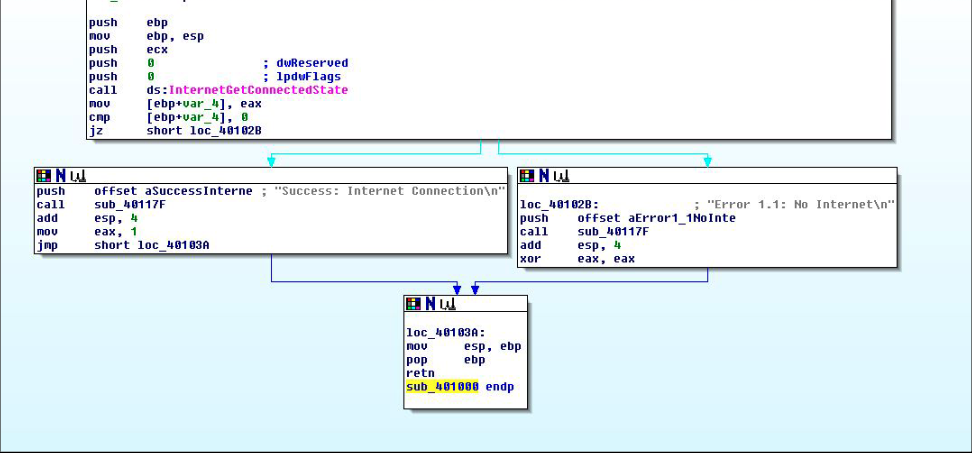 push ebp
mov ebp, esp
push ecx
push 0 ; dwReserved
push 0 ; lpdwFlags
call ds:InternetGetConnectedState
mov [ebp+var_4], eax
cmp [ebp+var_4], 0
jz short loc_40102B
push offset aSuccessInterne ; "Success: Internet Connection\n"
call sub_40117F
add esp, 4
mov eax, 1
jmp short loc_40103A
loc_40102B: ; "Error 1.1: No Internet\n"
push offset aError1_1NoInte
call sub_40117F
add esp, 4
xor eax, eax
loc_40103A:
mov esp, ebp
pop ebp
retn
sub_401000 endp